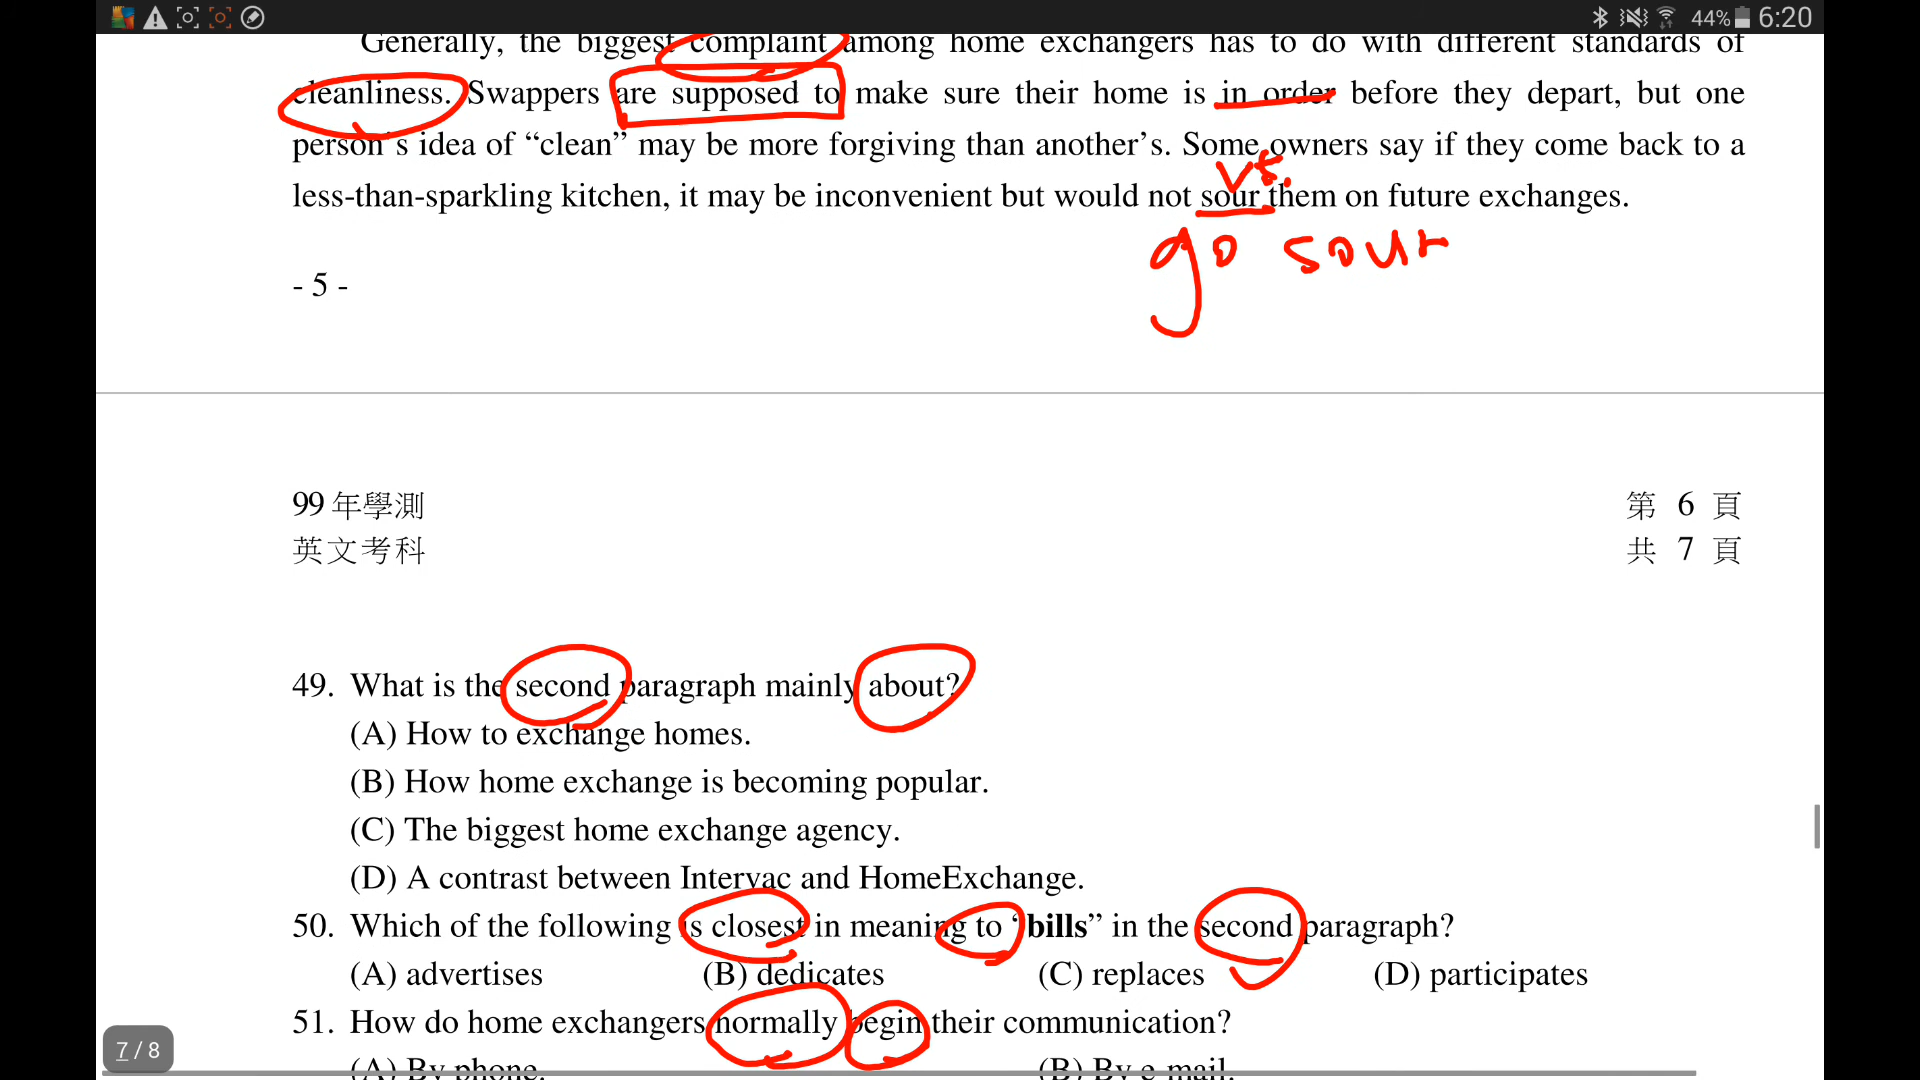 44% 6:20
Generally, the biggest complaint among home exchangers has to do with different standards of
cleanliness. Swappers are supposed to make sure their home is in order before they depart, but one
person's idea of “clean” may be more forgiving than another's. Some owners say if they come back to a
vt.
less-than-sparkling kitchen, it may be inconvenient but would not sour them on future exchanges.
go sour
- 5 -
99 年學測
第 6 頁
英文考科
共 7 頁
49. What is the second paragraph mainly about?
(A) How to exchange homes.
(B) How home exchange is becoming popular.
(C) The biggest home exchange agency.
(D) A contrast between Intervac and HomeExchange.
50. Which of the following is closest in meaning to “bills” in the second paragraph?
(A) advertises (B) dedicates (C) replaces (D) participates
51. How do home exchangers normally begin their communication?
(A) By phone. (B) By e-mail.
7 / 8